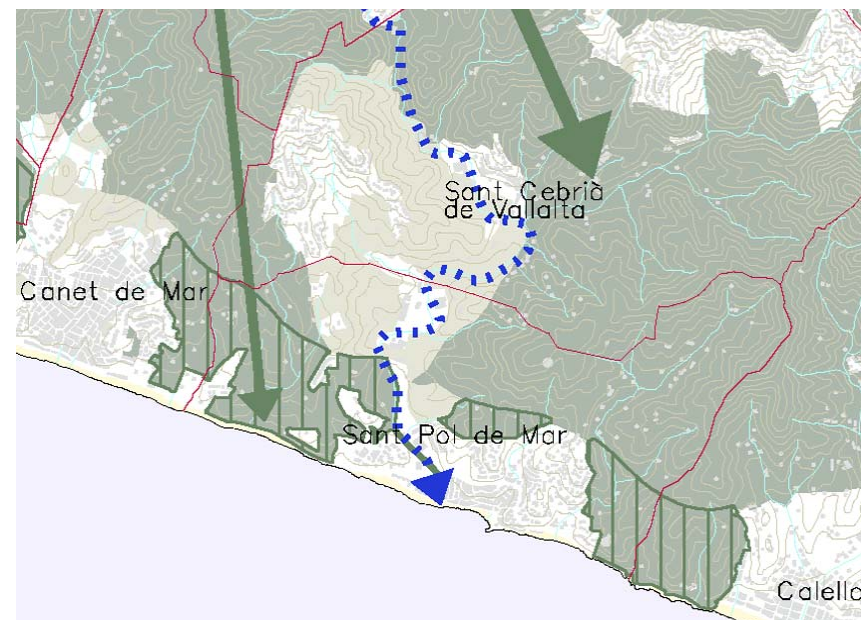 Sant Cebrià
de Vallalta
Canet de Mar
Sant Pol de Mar
Calella